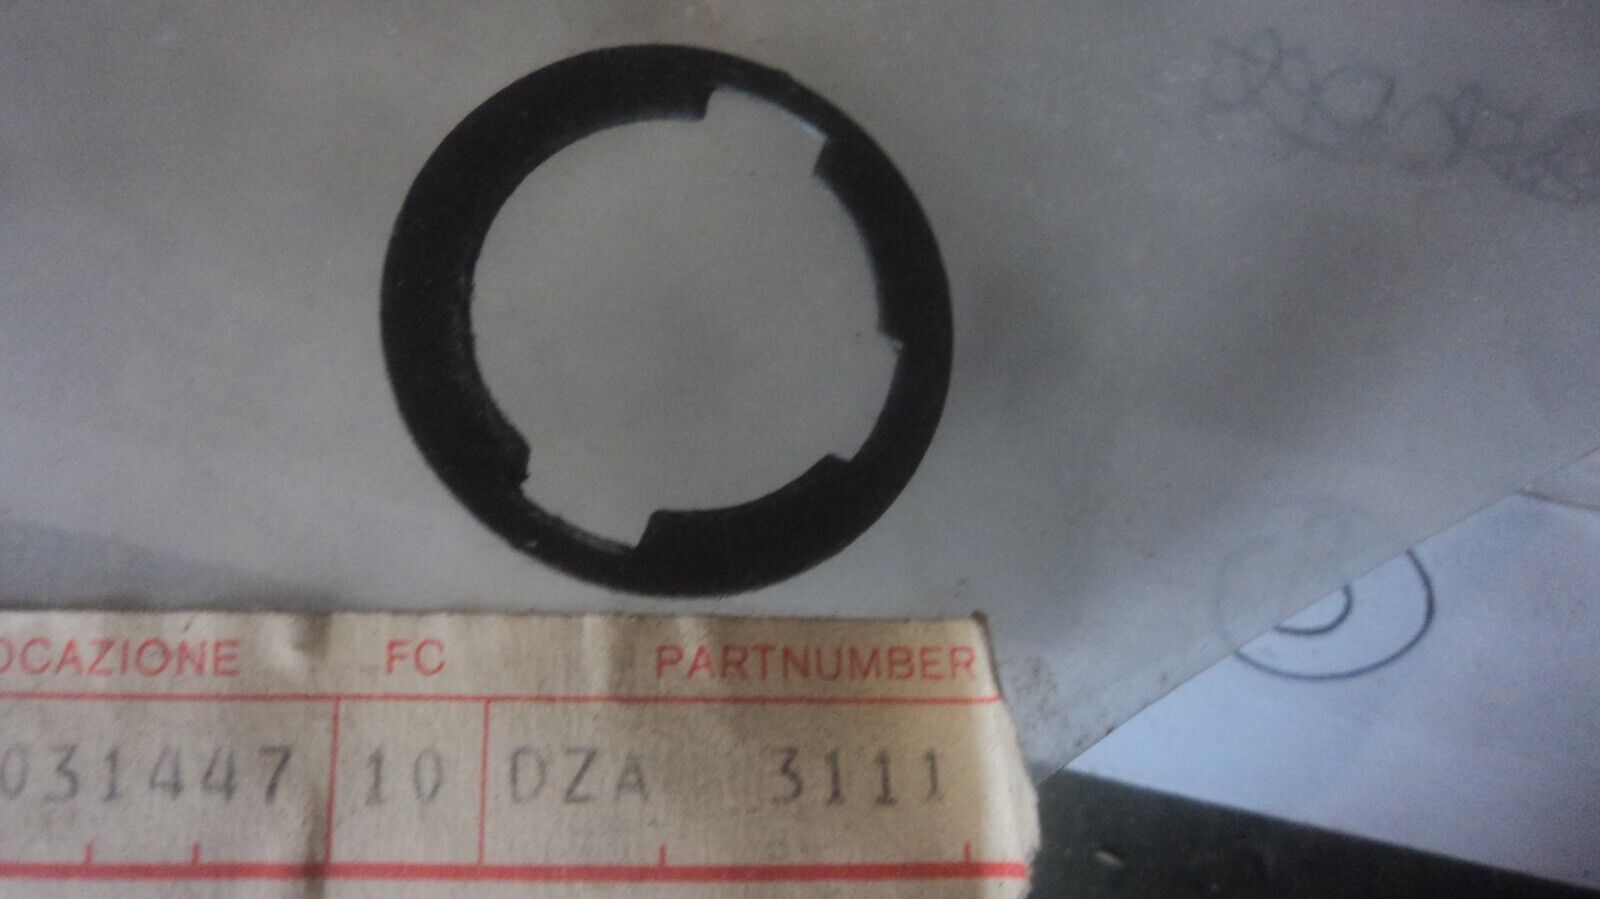 OCAZIONE FC PARTNUMBER
031447 10 DZA 3111